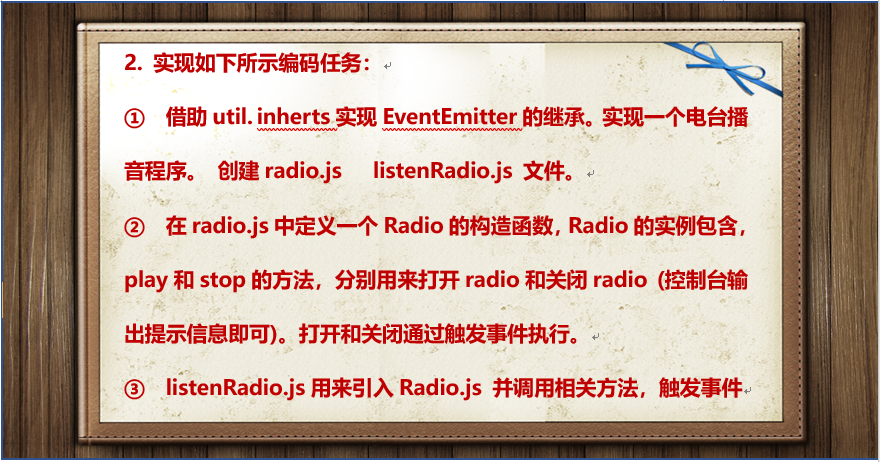 2. 实现如下所示编码任务：
① 借助 util. inherts 实现 EventEmitter 的继承。实现一个电台播
音程序。 创建 radio.js listenRadio.js 文件。
② 在 radio.js 中定义一个 Radio 的构造函数，Radio 的实例包含，
play 和 stop 的方法，分别用来打开 radio 和关闭 radio (控制台输
出提示信息即可)。打开和关闭通过触发事件执行。
③ listenRadio.js 用来引入 Radio.js 并调用相关方法，触发事件